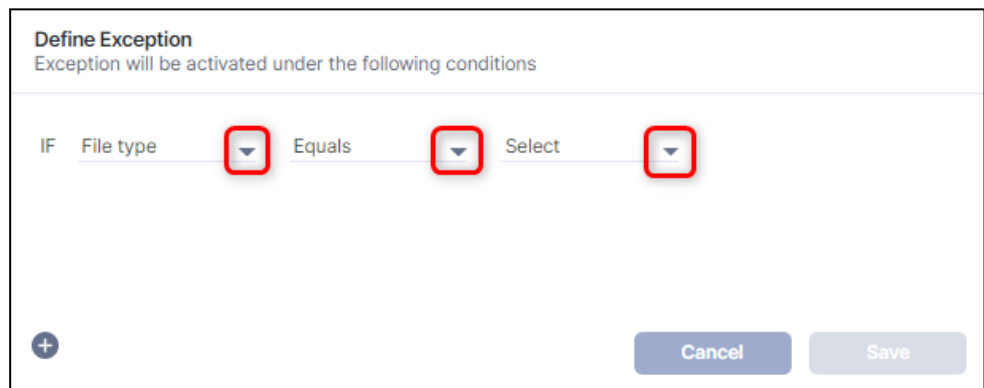 Define Exception
Exception will be activated under the following conditions
IF File type Equals Select
Cancel Save